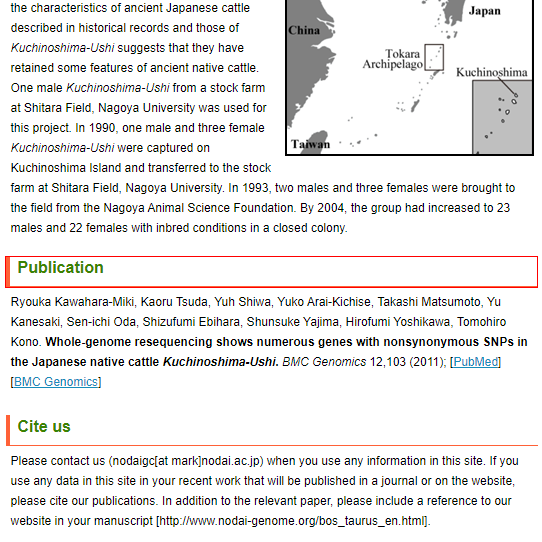 the characteristics of ancient Japanese cattle
described in historical records and those of
Kuchinoshima-Ushi suggests that they have
retained some features of ancient native cattle.
One male Kuchinoshima-Ushi from a stock farm
at Shitara Field, Nagoya University was used for
this project. In 1990, one male and three female
Kuchinoshima-Ushi were captured on
Kuchinoshima Island and transferred to the stock
farm at Shitara Field, Nagoya University. In 1993, two males and three females were brought to
the field from the Nagoya Animal Science Foundation. By 2004, the group had increased to 23
males and 22 females with inbred conditions in a closed colony.
Japan
China
Tokara
Archipelago
Kuchinoshima
Taiwan
Publication
Ryouka Kawahara-Miki, Kaoru Tsuda, Yuh Shiwa, Yuko Arai-Kichise, Takashi Matsumoto, Yu
Kanesaki, Sen-ichi Oda, Shizufumi Ebihara, Shunsuke Yajima, Hirofumi Yoshikawa, Tomohiro
Kono. Whole-genome resequencing shows numerous genes with nonsynonymous SNPs in
the Japanese native cattle Kuchinoshima-Ushi. BMC Genomics 12,103 (2011); [PubMed]
[BMC Genomics]
Cite us
Please contact us (nodaigc[at mark]nodai.ac.jp) when you use any information in this site. If you
use any data in this site in your recent work that will be published in a journal or on the website,
please cite our publications. In addition to the relevant paper, please include a reference to our
website in your manuscript [http://www.nodai-genome.org/bos_taurus_en.html].